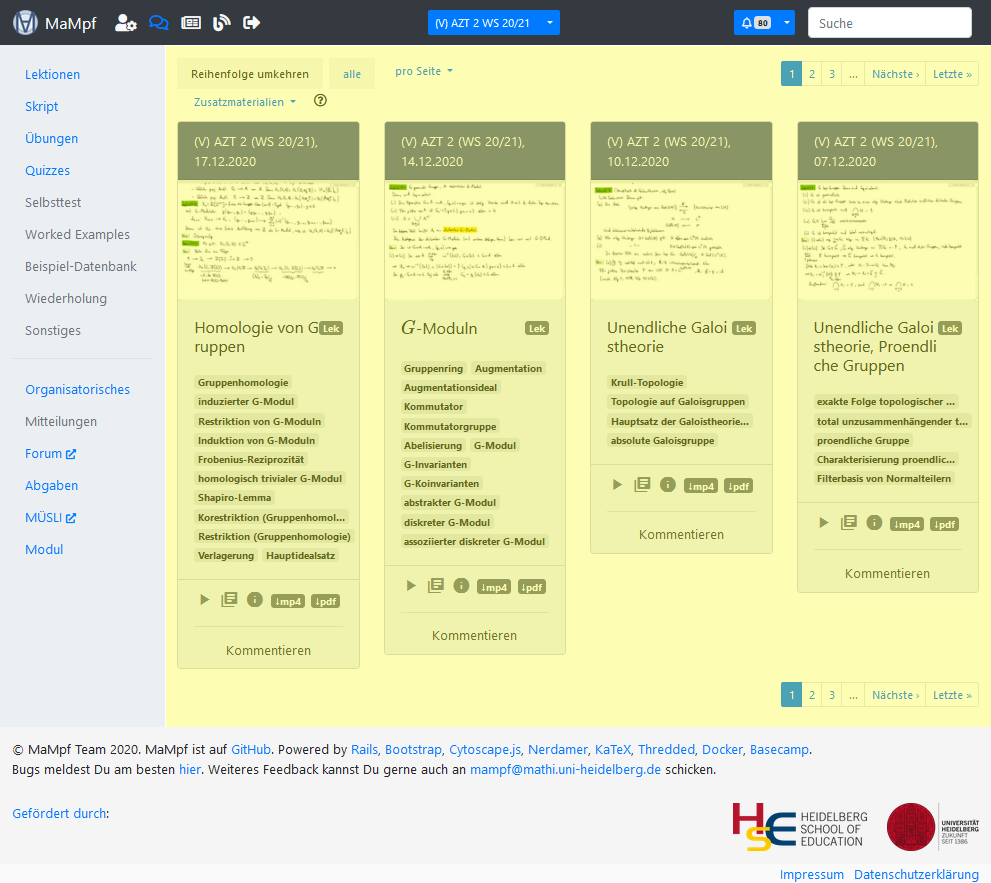 MaMpf
(V) AZT 2 WS 20/21
80
Suche
Lektionen
Skript
Übungen
Quizzes
Selbsttest
Worked Examples
Beispiel-Datenbank
Wiederholung
Sonstiges
Organisatorisches
Mitteilungen
Forum
Abgaben
MÜSLI
Modul
Reihenfolge umkehren
alle
pro Seite
Zusatzmaterialien
1 2 3 ... Nächste › Letzte »
(V) AZT 2 (WS 20/21),
17.12.2020
Homologie von G
ruppen
Lek
Gruppenhomologie
induzierter G-Modul
Restriktion von G-Moduln
Induktion von G-Moduln
Frobenius-Reziprozität
homologisch trivialer G-Modul
Shapiro-Lemma
Korestriktion (Gruppenhomol...
Restriktion (Gruppenhomologie)
Verlagerung Hauptidealsatz
↓mp4 ↓pdf
Kommentieren
(V) AZT 2 (WS 20/21),
14.12.2020
G-Moduln
Lek
Gruppenring Augmentation
Augmentationsideal
Kommutator
Kommutatorgruppe
Abelisierung G-Modul
G-Invarianten
G-Koinvarianten
abstrakter G-Modul
diskreter G-Modul
assoziierter diskreter G-Modul
↓mp4 ↓pdf
Kommentieren
(V) AZT 2 (WS 20/21),
10.12.2020
Unendliche Galoi
stheorie
Lek
Krull-Topologie
Topologie auf Galoisgruppen
Hauptsatz der Galoistheorie...
absolute Galoisgruppe
↓mp4 ↓pdf
Kommentieren
(V) AZT 2 (WS 20/21),
07.12.2020
Unendliche Galoi
stheorie, Proendli
che Gruppen
Lek
exakte Folge topologischer ...
total unzusammenhängender t...
proendliche Gruppe
Charakterisierung proendlic...
Filterbasis von Normalteilern
↓mp4 ↓pdf
Kommentieren
1 2 3 ... Nächste › Letzte »
© MaMpf Team 2020. MaMpf ist auf GitHub. Powered by Rails, Bootstrap, Cytoscape.js, Nerdamer, KaTeX, Thredded, Docker, Basecamp.
Bugs meldest Du am besten hier. Weiteres Feedback kannst Du gerne auch an mampf@mathi.uni-heidelberg.de schicken.
Gefördert durch:
HSE
HEIDELBERG
SCHOOL OF
EDUCATION
UNIVERSITÄT
HEIDELBERG
ZUKUNFT
SEIT 1386
Impressum Datenschutzerklärung